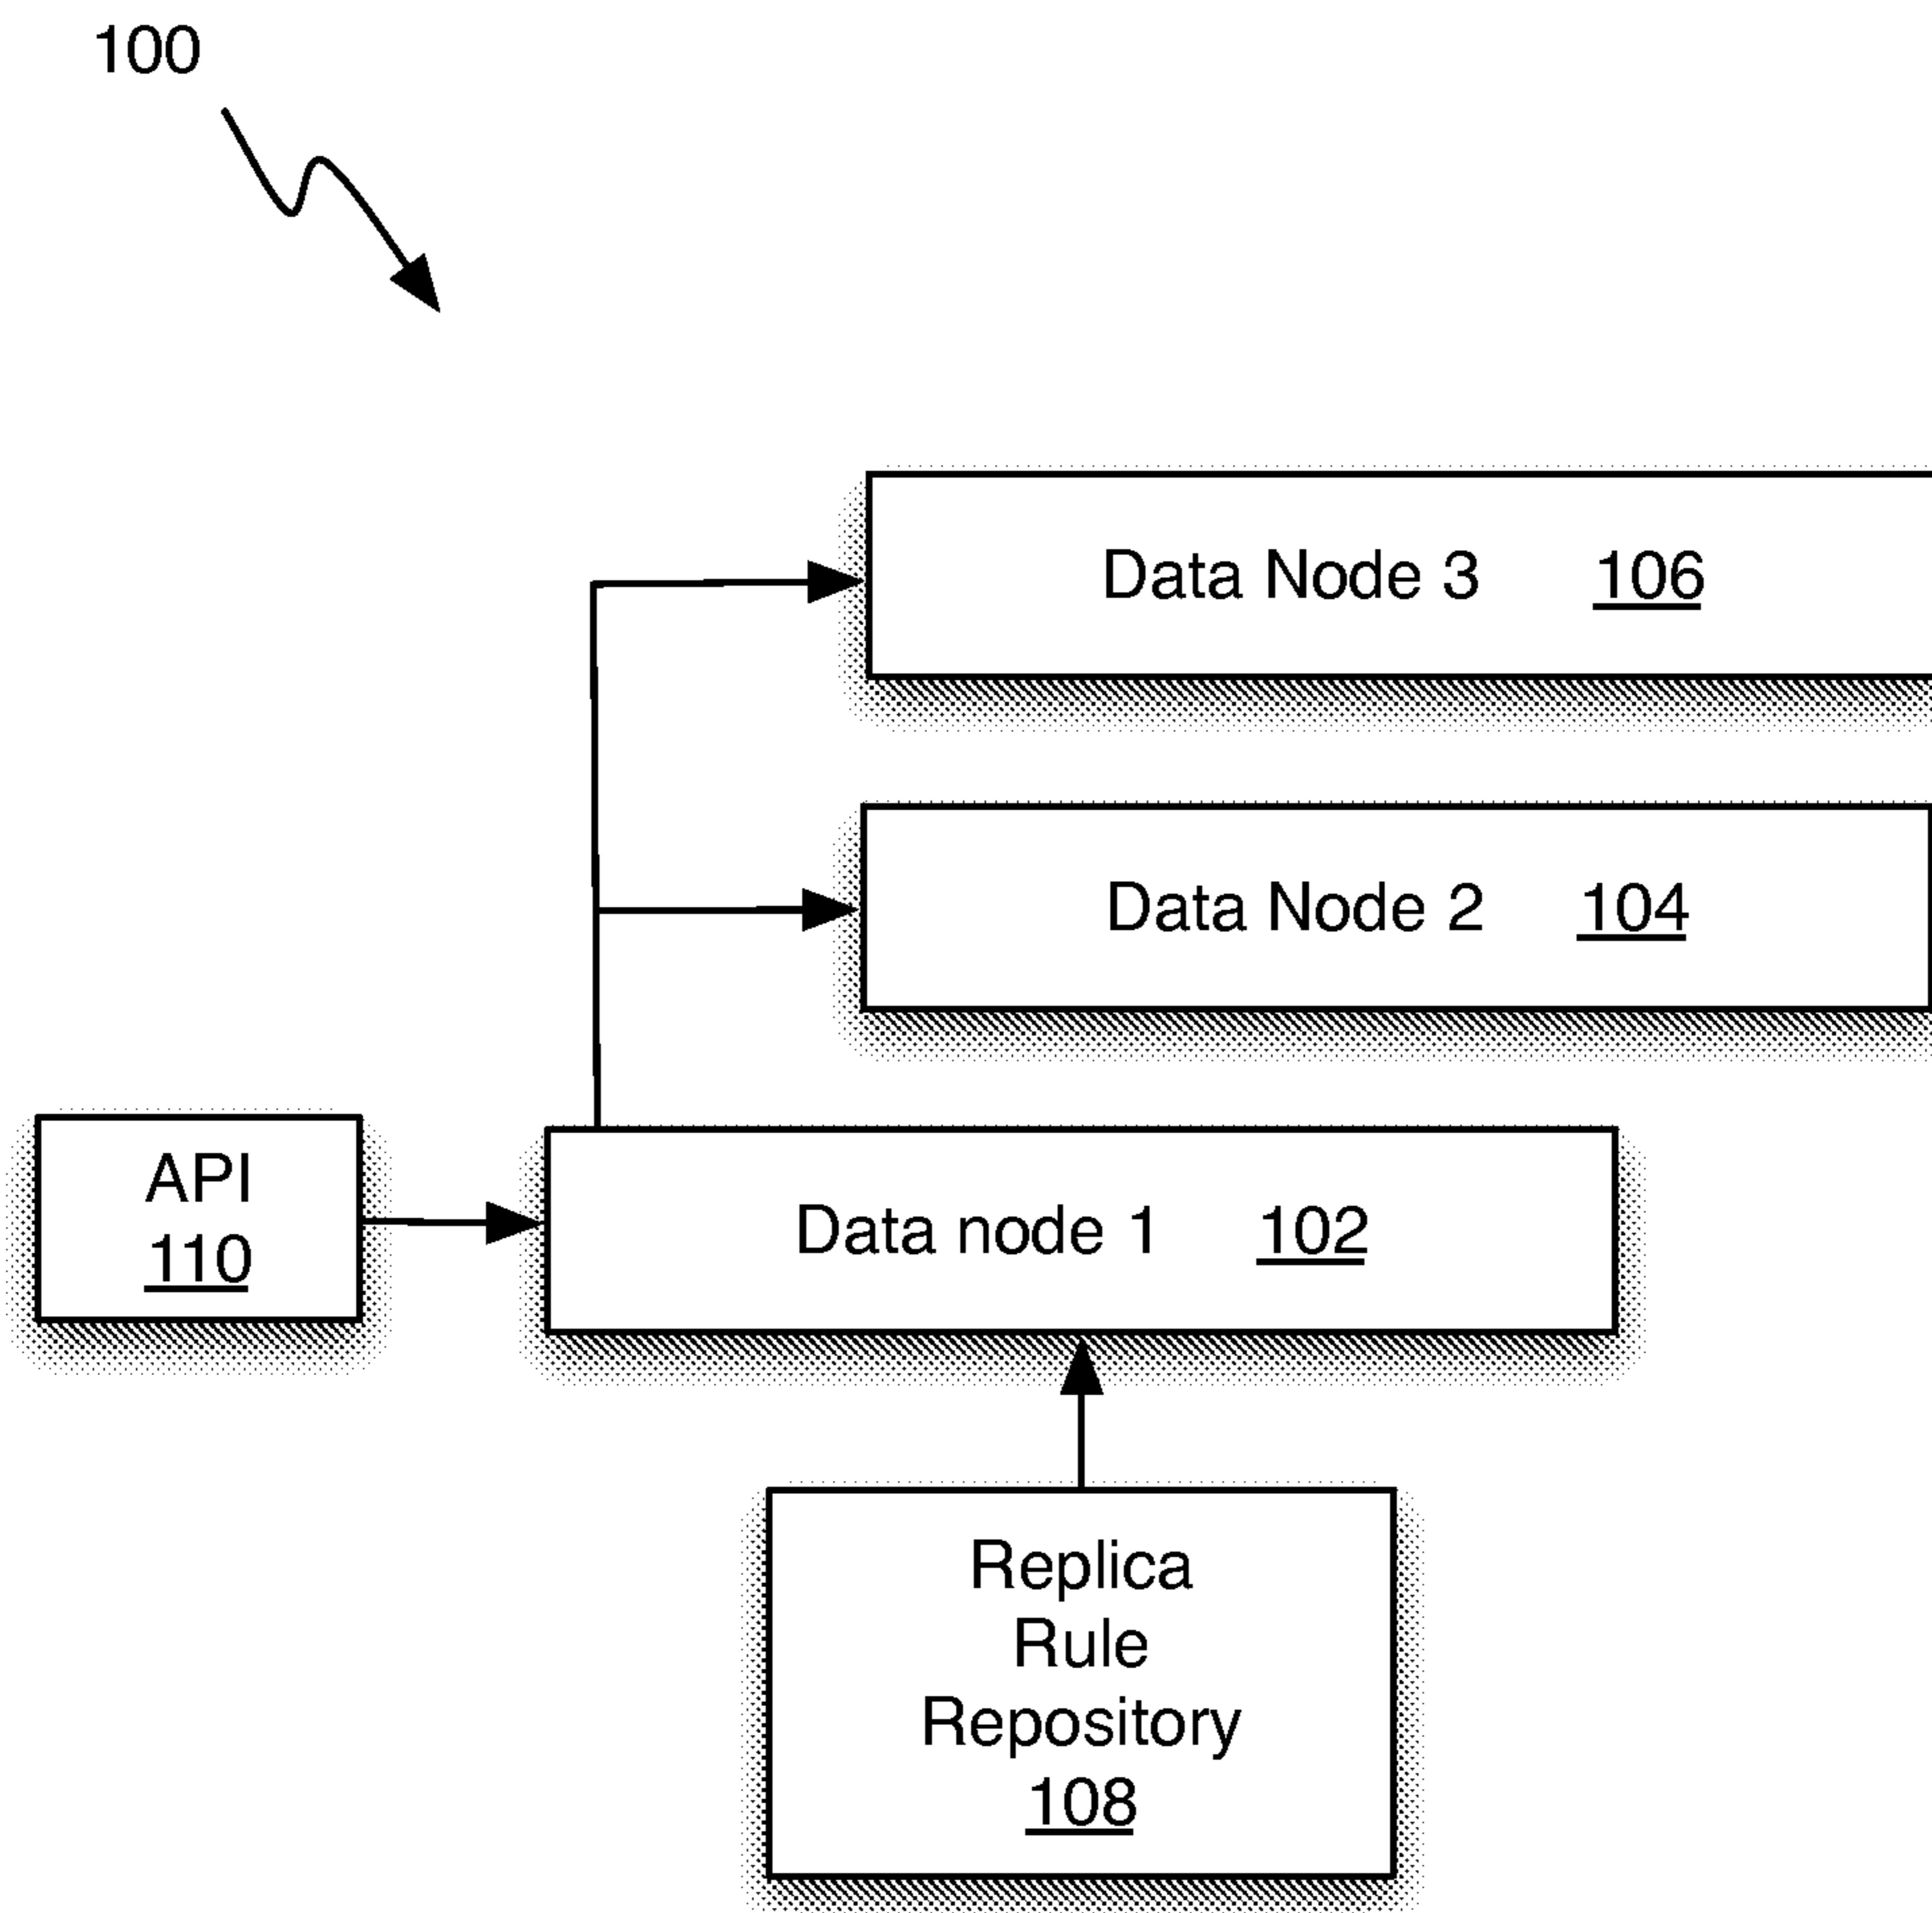 100
Data Node 3 106
Data Node 2 104
API
110
Data node 1 102
Replica
Rule
Repository
108